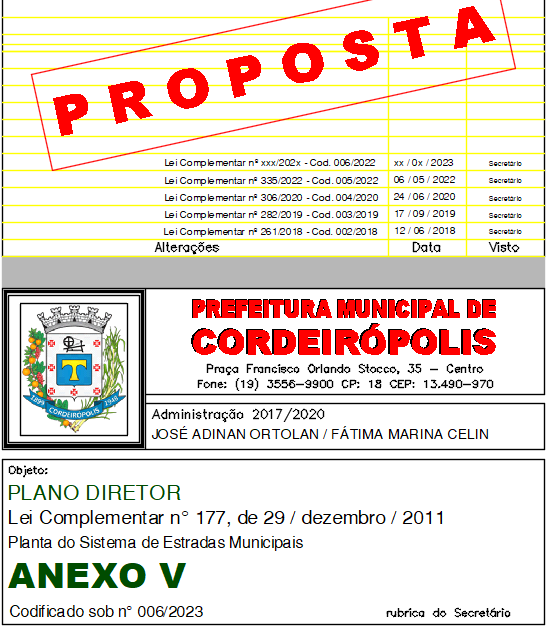 PROPOSTA
Lei Complementar nº xxx/202x - Cod. 006/2022 xx / 0x / 2023 Secretário
Lei Complementar nº 335/2022 - Cod. 005/2022 06 / 05 / 2022 Secretário
Lei Complementar nº 306/2020 - Cod. 004/2020 24 / 06 / 2020 Secretário
Lei Complementar nº 282/2019 - Cod. 003/2019 17 / 09 / 2019 Secretário
Lei Complementar nº 261/2018 - Cod. 002/2018 12 / 06 / 2018 Secretário
Alterações Data Visto
PREFEITURA MUNICIPAL DE
CORDEIRÓPOLIS
Praça Francisco Orlando Stocco, 35 - Centro
Fone: (19) 3556-9900 CP: 18 CEP: 13.490-970
1899 CORDEIRÓPOLIS 1948
Administração 2017/2020
JOSÉ ADINAN ORTOLAN / FÁTIMA MARINA CELIN
Objeto:
PLANO DIRETOR
Lei Complementar n° 177, de 29 / dezembro / 2011
Planta do Sistema de Estradas Municipais
ANEXO V
Codificado sob n° 006/2023 rubrica do Secretário